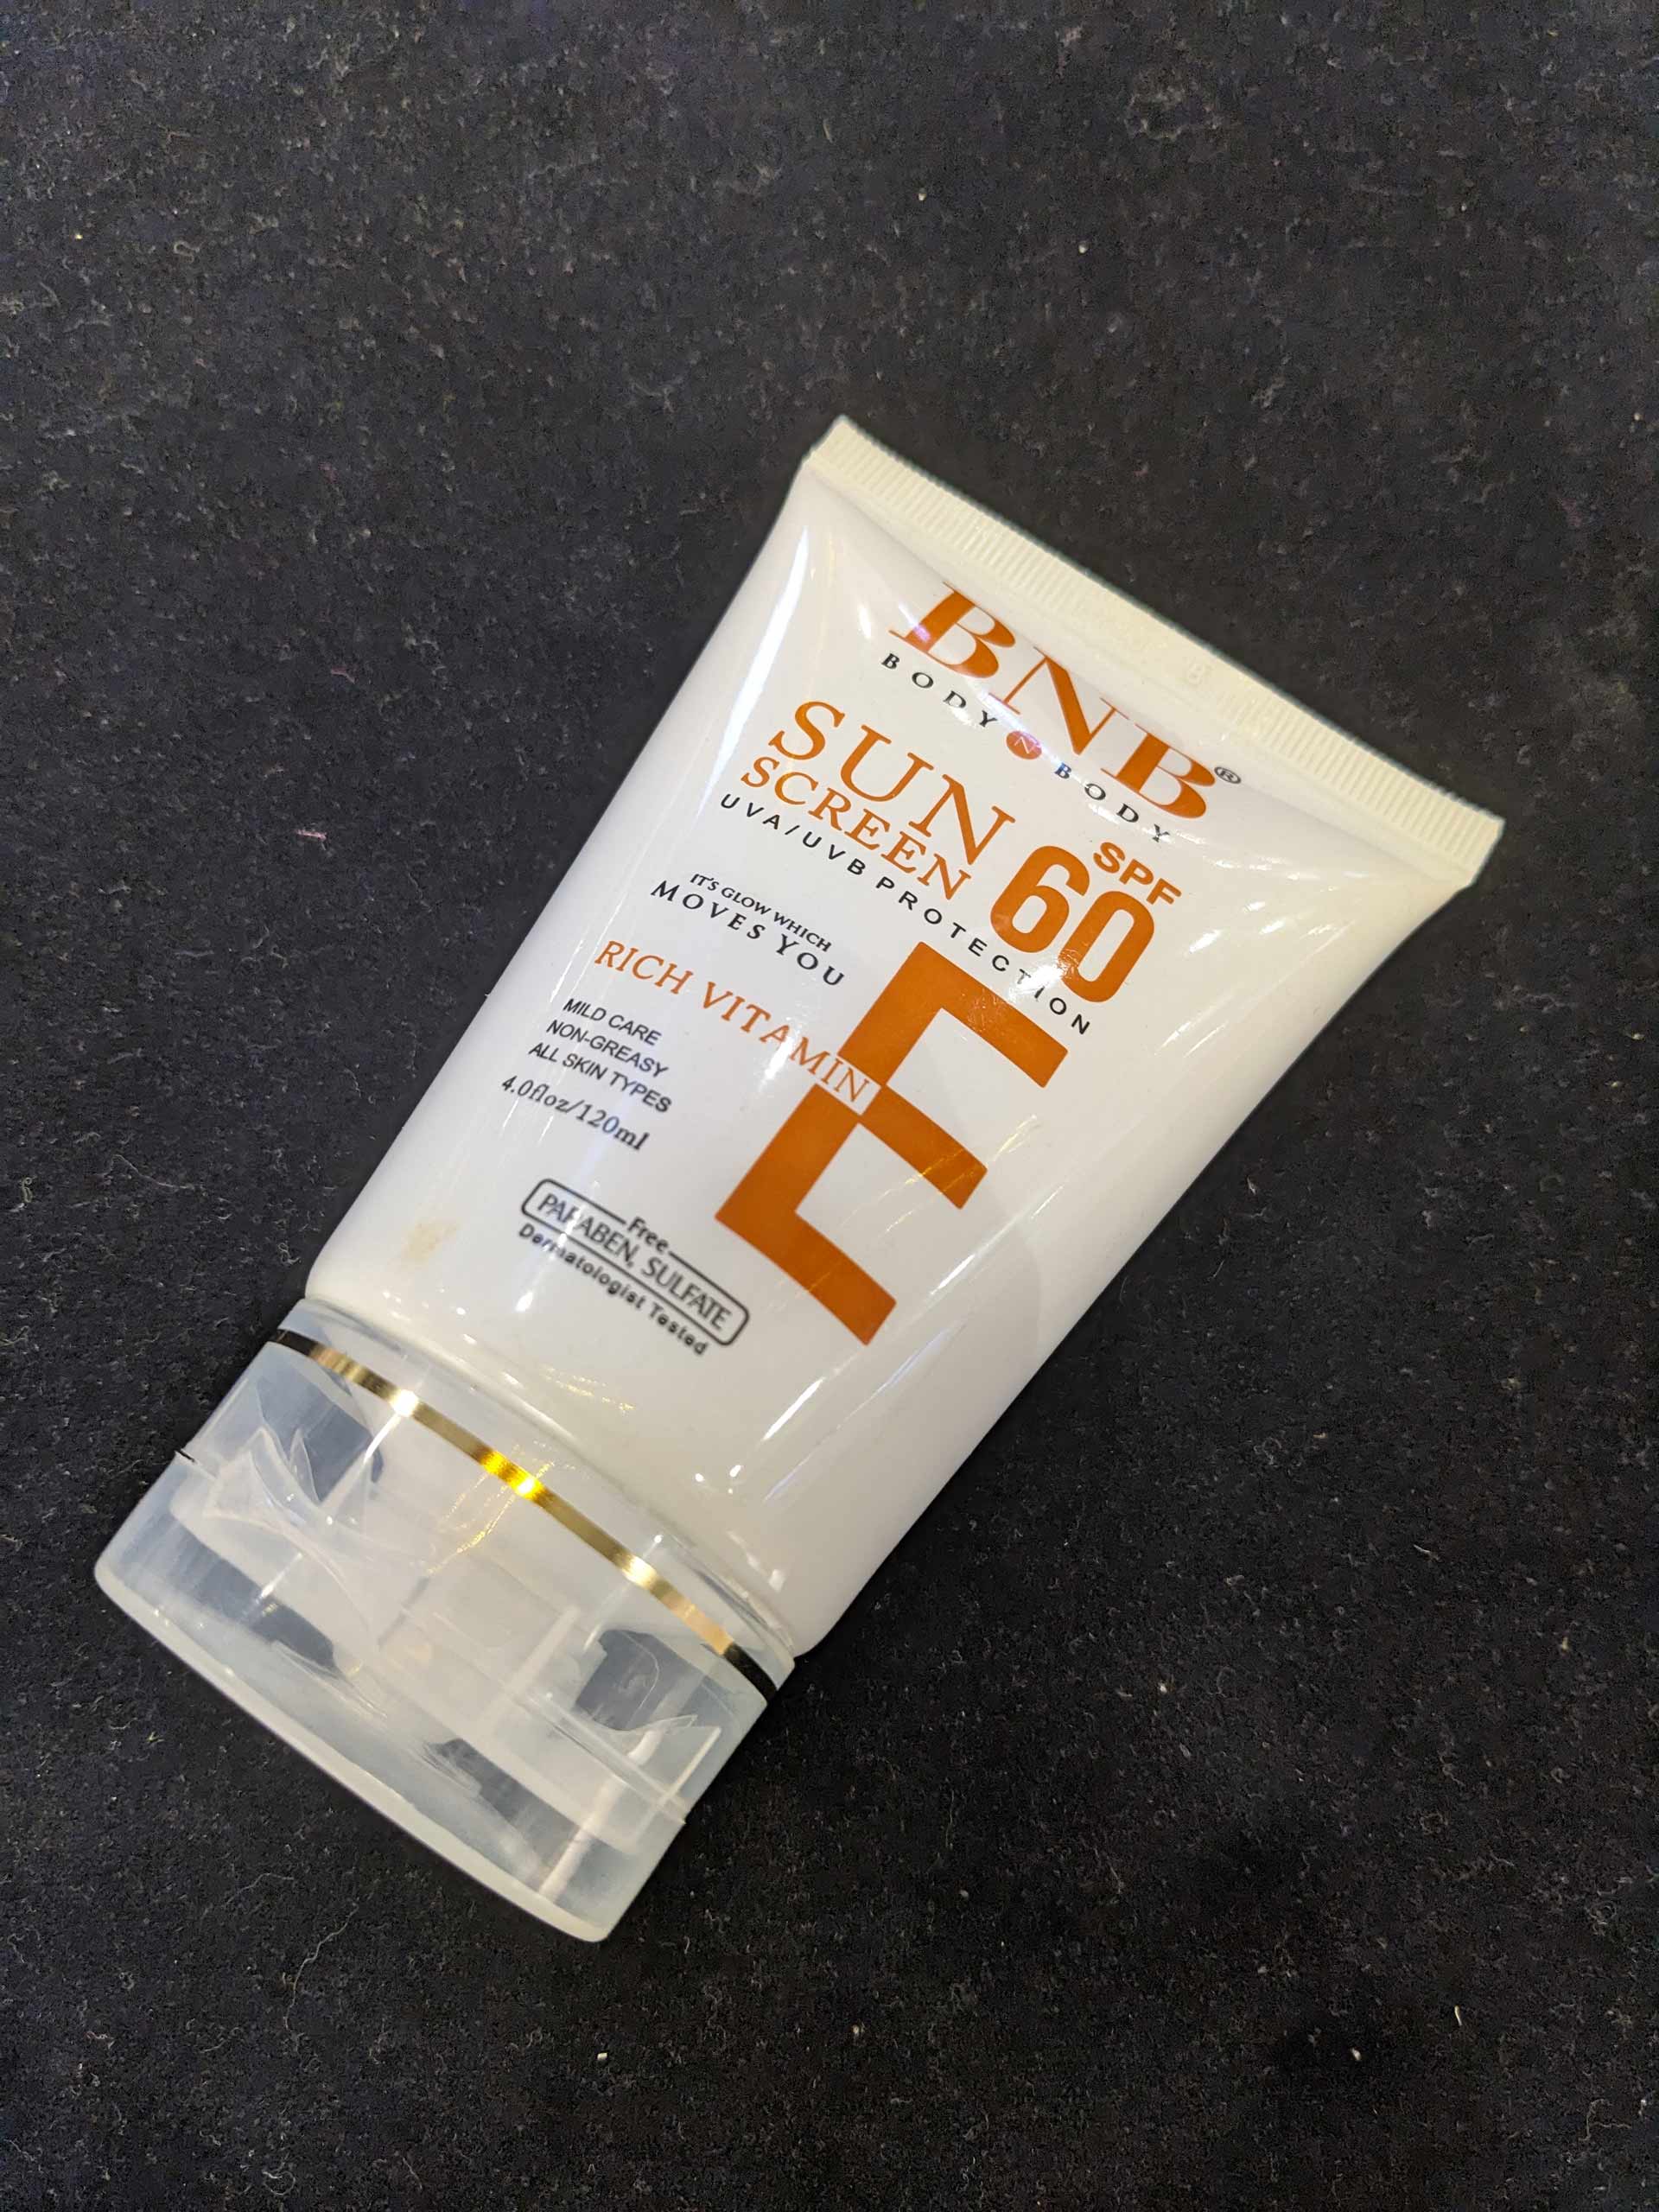 BNB®
BODY N BODY
SUN
SCREEN
SPF
60
UVA/UVB PROTECTION
IT'S GLOW WHICH
MOVES YOU
RICH VITAMIN
E
MILD CARE
NON-GREASY
ALL SKIN TYPES
4.0floz/120ml
Free
PARABEN, SULFATE
Dermatologist Tested